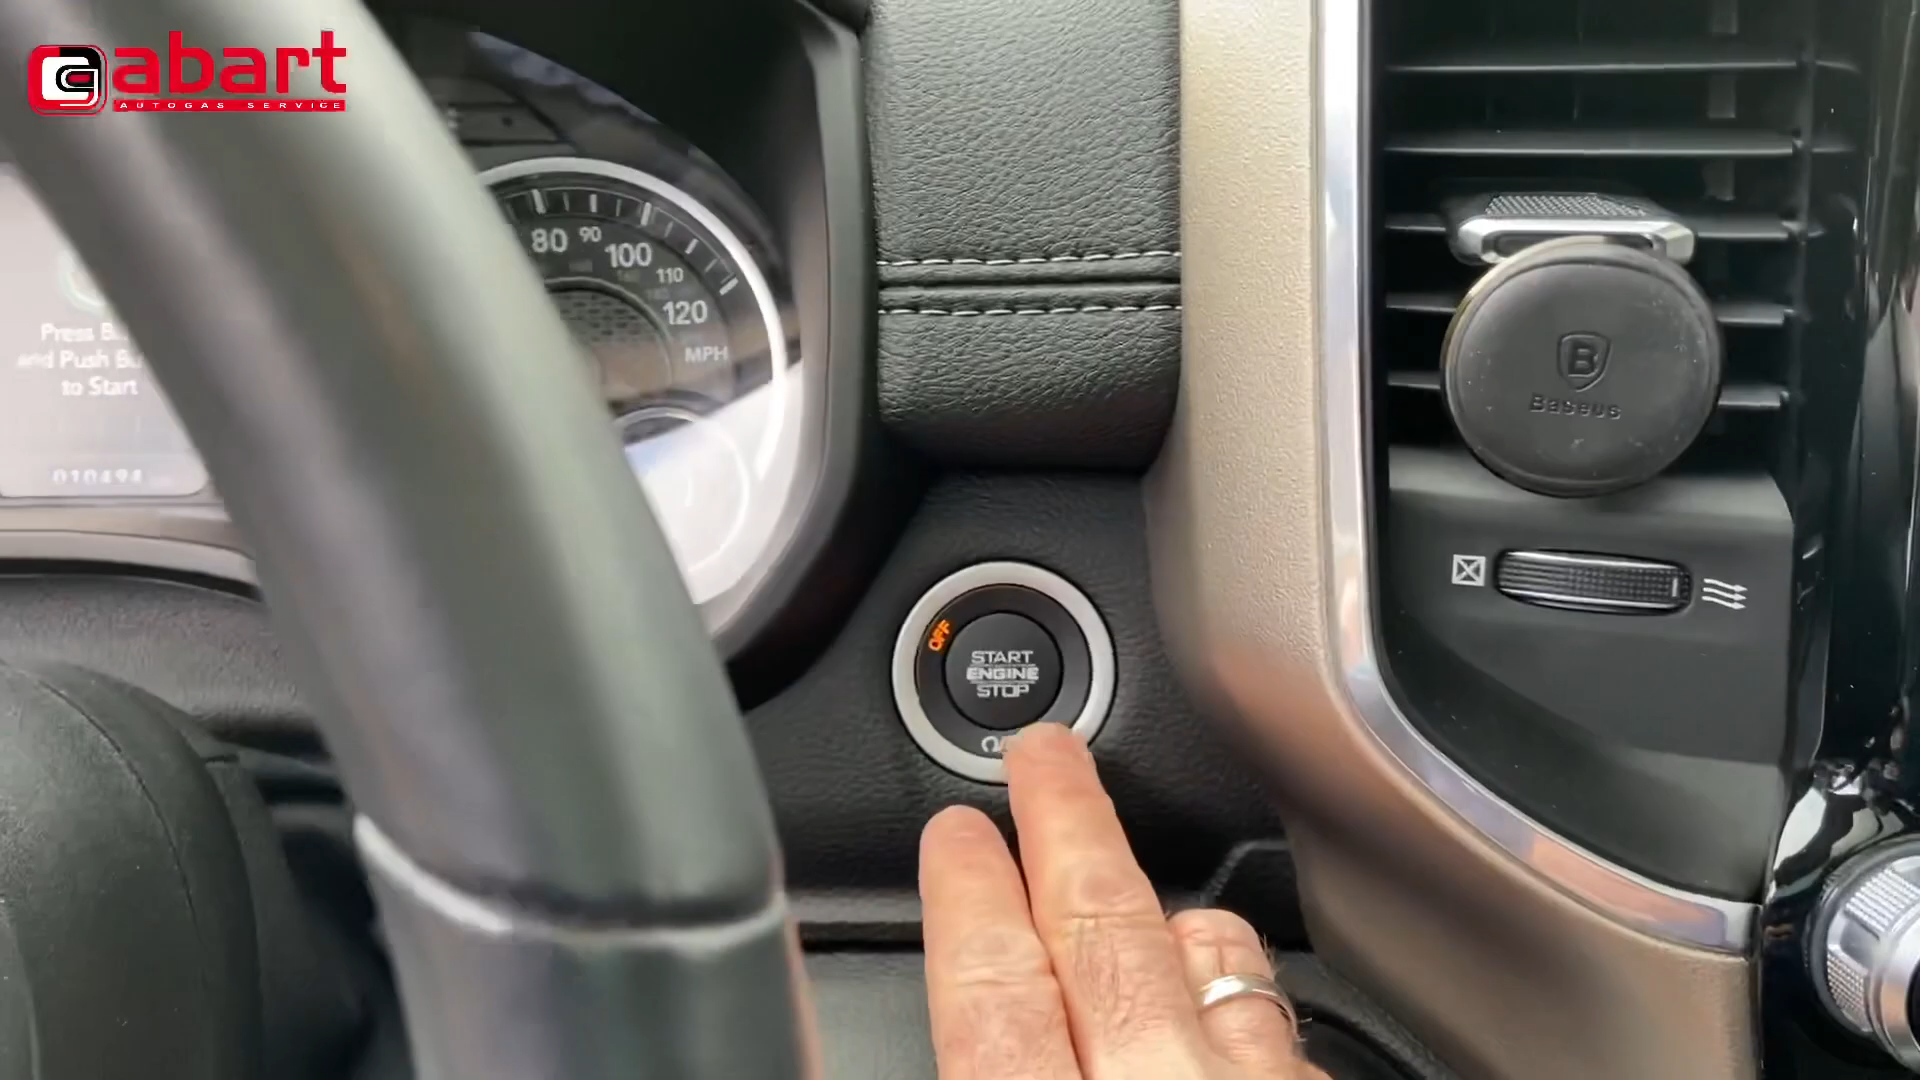 abart
AUTOGAS SERVICE
80
90
100
110
120
MPH
Press
and Push
to Start
010494
OFF
START
ENGINE
STOP
B
Baseus